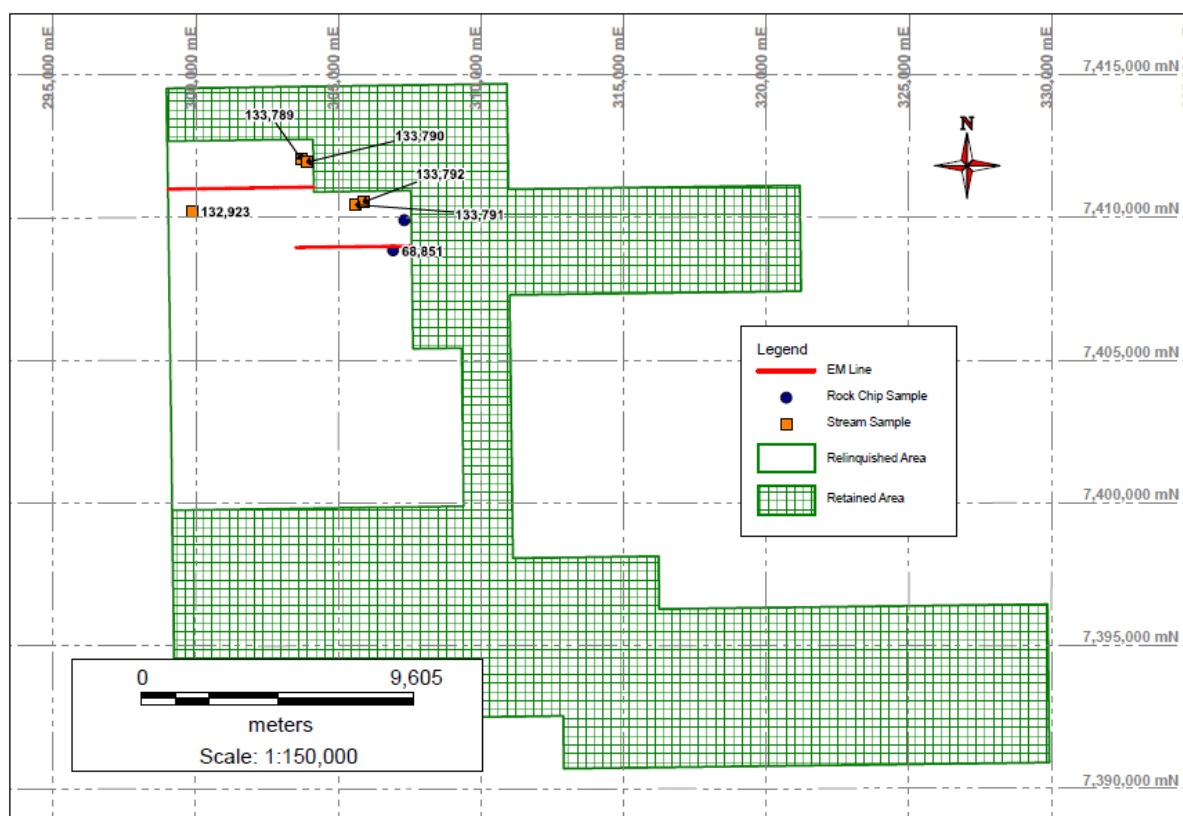 295,000 mE
300,000 mE
305,000 mE
310,000 mE
315,000 mE
320,000 mE
325,000 mE
330,000 mE
7,415,000 mN
133,789
133,790
N
133,792
132,923
133,791
7,410,000 mN
68,851
Legend
EM Line
7,405,000 mN
Rock Chip Sample
Stream Sample
Relinquished Area
Retained Area
7,400,000 mN
7,395,000 mN
0 9,605
meters
Scale: 1:150,000
7,390,000 mN